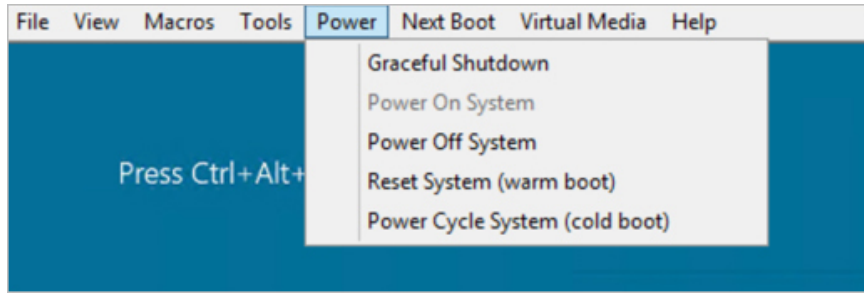 File View Macros Tools Power Next Boot Virtual Media Help
Graceful Shutdown
Power On System
Power Off System
Press Ctrl+Alt+
Reset System (warm boot)
Power Cycle System (cold boot)